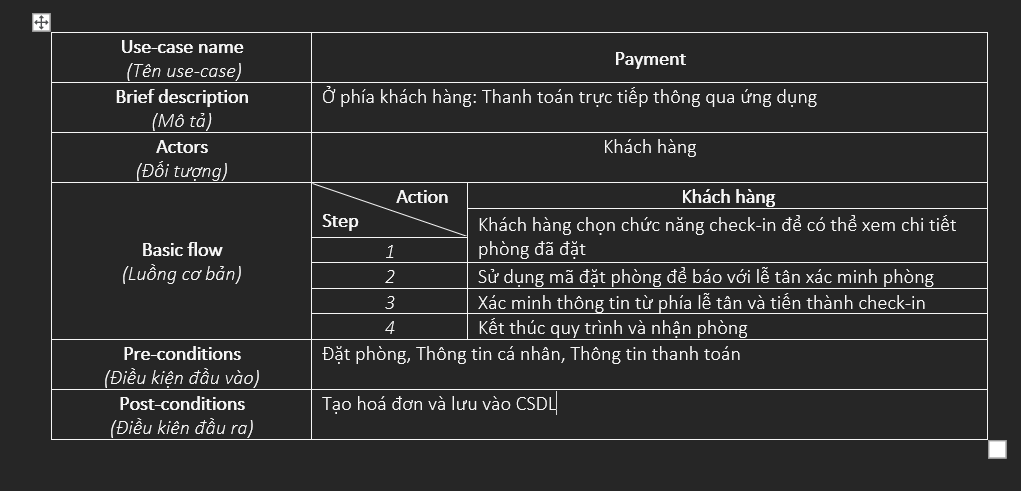 Use-case name
(Tên use-case)
Payment
Brief description
(Mô tả)
Ở phía khách hàng: Thanh toán trực tiếp thông qua ứng dụng
Actors
(Đối tượng)
Khách hàng
Basic flow
(Luồng cơ bản)
Action
Step
Khách hàng
1
Khách hàng chọn chức năng check-in để có thể xem chi tiết
phòng đã đặt
2
Sử dụng mã đặt phòng để báo với lễ tân xác minh phòng
3
Xác minh thông tin từ phía lễ tân và tiến thành check-in
4
Kết thúc quy trình và nhận phòng
Pre-conditions
(Điều kiện đầu vào)
Đặt phòng, Thông tin cá nhân, Thông tin thanh toán
Post-conditions
(Điều kiên đầu ra)
Tạo hoá đơn và lưu vào CSDL